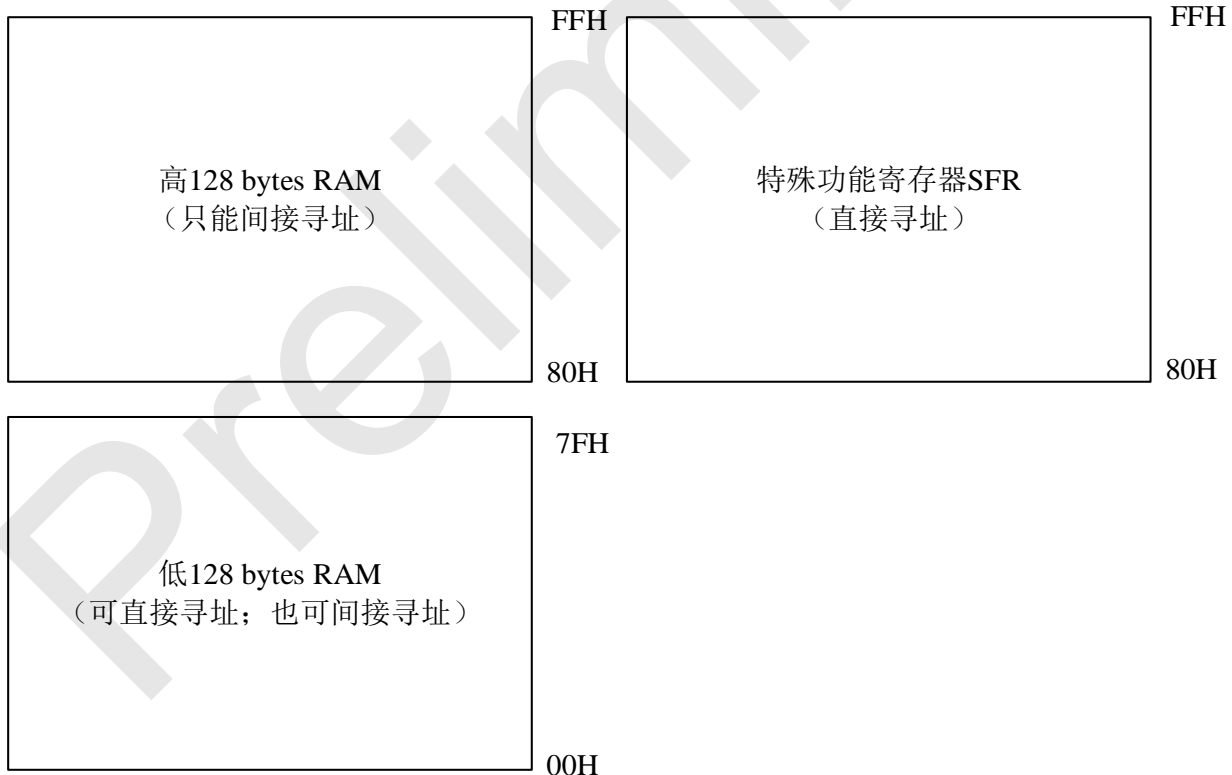 FFH
FFH
高128 bytes RAM
（只能间接寻址）
特殊功能寄存器SFR
（直接寻址）
80H
80H
7FH
低128 bytes RAM
（可直接寻址；也可间接寻址）
00H